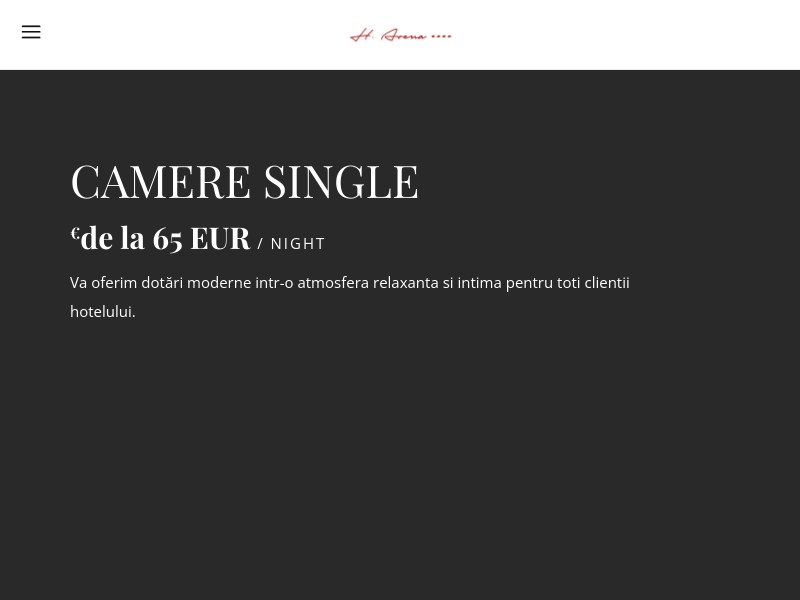 H. Arena ••••
CAMERE SINGLE
€de la 65 EUR / NIGHT
Va oferim dotări moderne intr-o atmosfera relaxanta si intima pentru toti clientii
hotelului.